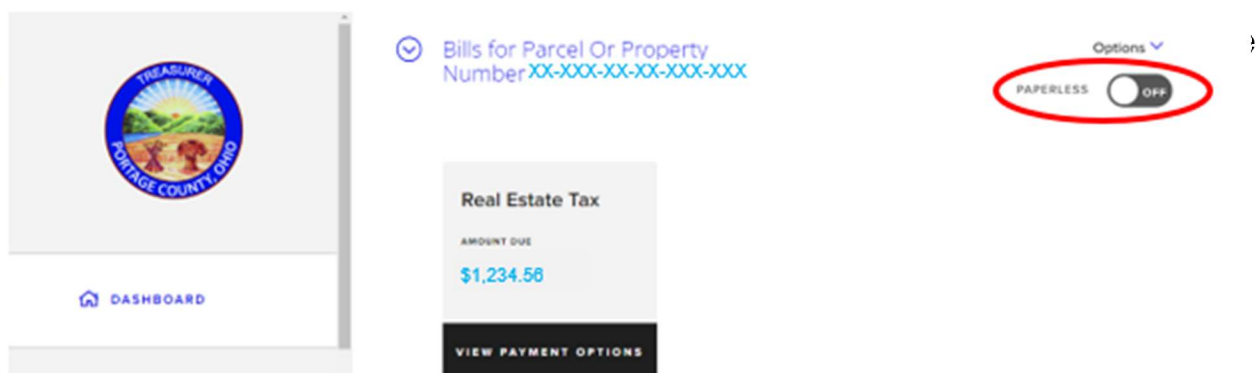 TREASURER
PORTAGE COUNTY, OHIO
DASHBOARD
Bills for Parcel Or Property
Number XX-XXX-XX-XX-XXX-XXX
Options
PAPERLESS OFF
Real Estate Tax
AMOUNT DUE
$1,234.56
VIEW PAYMENT OPTIONS